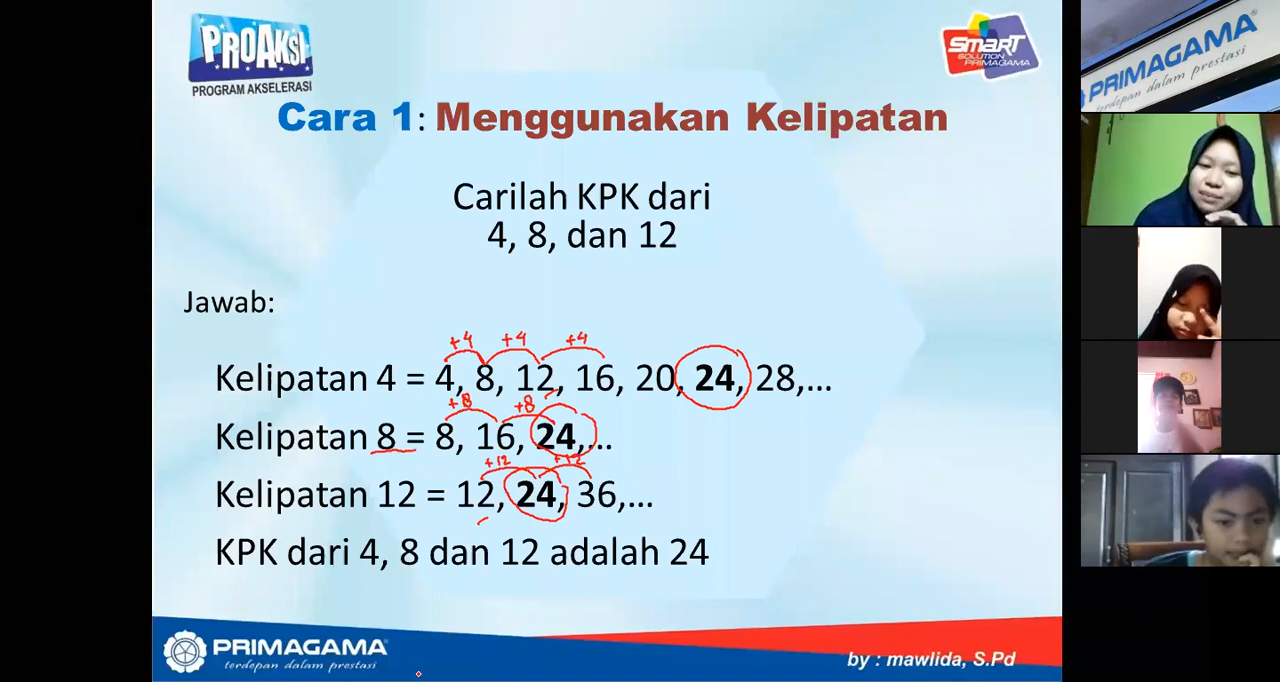 PROAKSI
PROGRAM AKSELERASI
SMART
SOLUTION
PRIMAGAMA
Cara 1: Menggunakan Kelipatan
Carilah KPK dari
4, 8, dan 12
Jawab:
+4 +4 +4
Kelipatan 4 = 4, 8, 12, 16, 20, 24, 28,...
+8 +8
Kelipatan 8 = 8, 16, 24,...
+12 +12
Kelipatan 12 = 12, 24, 36,...
KPK dari 4, 8 dan 12 adalah 24
PRIMAGAMA
terdepan dalam prestasi
by : mawlida, S.Pd
PRIMAGAMA
terdepan dalam prestasi